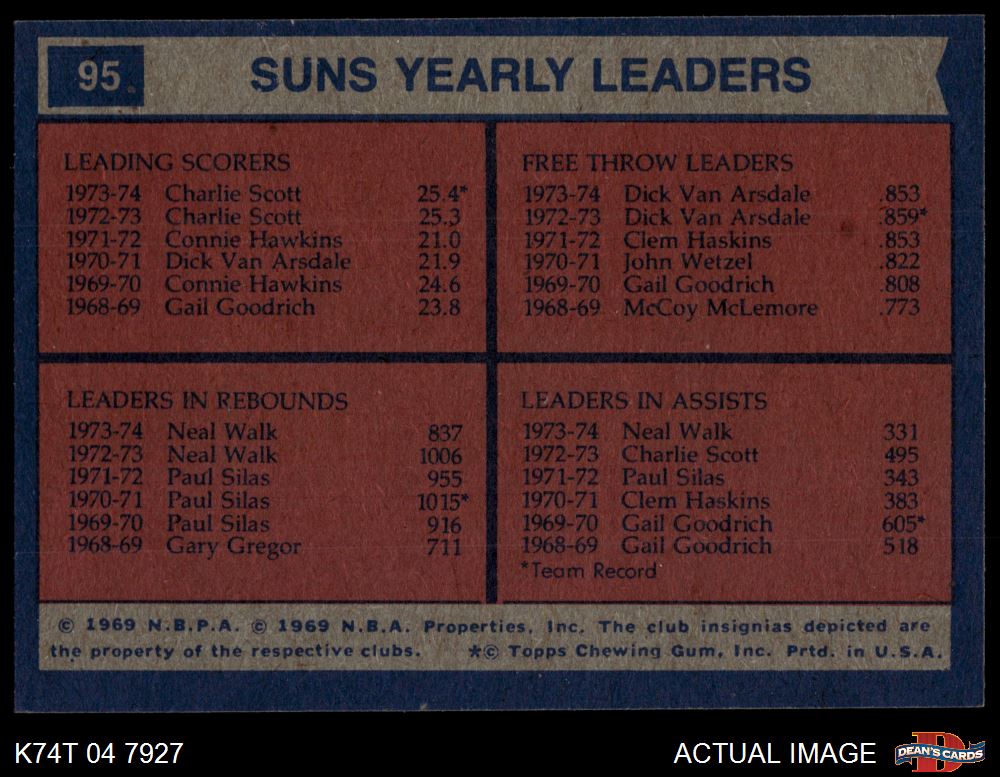 95
SUNS YEARLY LEADERS
LEADING SCORERS
1973-74 Charlie Scott 25.4*
1972-73 Charlie Scott 25.3
1971-72 Connie Hawkins 21.0
1970-71 Dick Van Arsdale 21.9
1969-70 Connie Hawkins 24.6
1968-69 Gail Goodrich 23.8
FREE THROW LEADERS
1973-74 Dick Van Arsdale .853
1972-73 Dick Van Arsdale .859*
1971-72 Clem Haskins .853
1970-71 John Wetzel .822
1969-70 Gail Goodrich .808
1968-69 McCoy McLemore .773
LEADERS IN REBOUNDS
1973-74 Neal Walk 837
1972-73 Neal Walk 1006
1971-72 Paul Silas 955
1970-71 Paul Silas 1015*
1969-70 Paul Silas 916
1968-69 Gary Gregor 711
LEADERS IN ASSISTS
1973-74 Neal Walk 331
1972-73 Charlie Scott 495
1971-72 Paul Silas 343
1970-71 Clem Haskins 383
1969-70 Gail Goodrich 605*
1968-69 Gail Goodrich 518
*Team Record
© 1969 N.B.P.A. © 1969 N.B.A. Properties, Inc. The club insignias depicted are
the property of the respective clubs. *© Topps Chewing Gum, Inc. Prtd. in U.S.A.
K74T 04 7927
ACTUAL IMAGE
DEAN'S CARDS